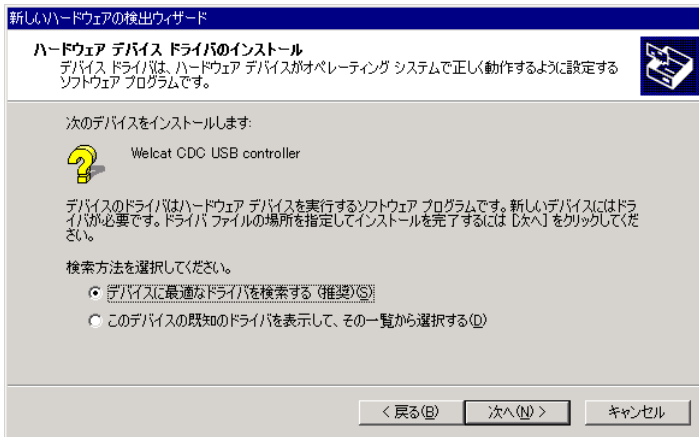 新しいハードウェアの検出ウィザード
ハードウェア デバイス ドライバのインストール
デバイス ドライバは、ハードウェア デバイスがオペレーティング システムで正しく動作するように設定する
ソフトウェア プログラムです。
次のデバイスをインストールします:
Welcat CDC USB controller
デバイスのドライバはハードウェア デバイスを実行するソフトウェア プログラムです。新しいデバイスにはドラ
イバが必要です。ドライバ ファイルの場所を指定してインストールを完了するには [次へ] をクリックしてくだ
さい。
検索方法を選択してください。
デバイスに最適なドライバを検索する (推奨)(S)
このデバイスの既知のドライバを表示して、その一覧から選択する(D)
< 戻る(B) 次へ(N) > キャンセル